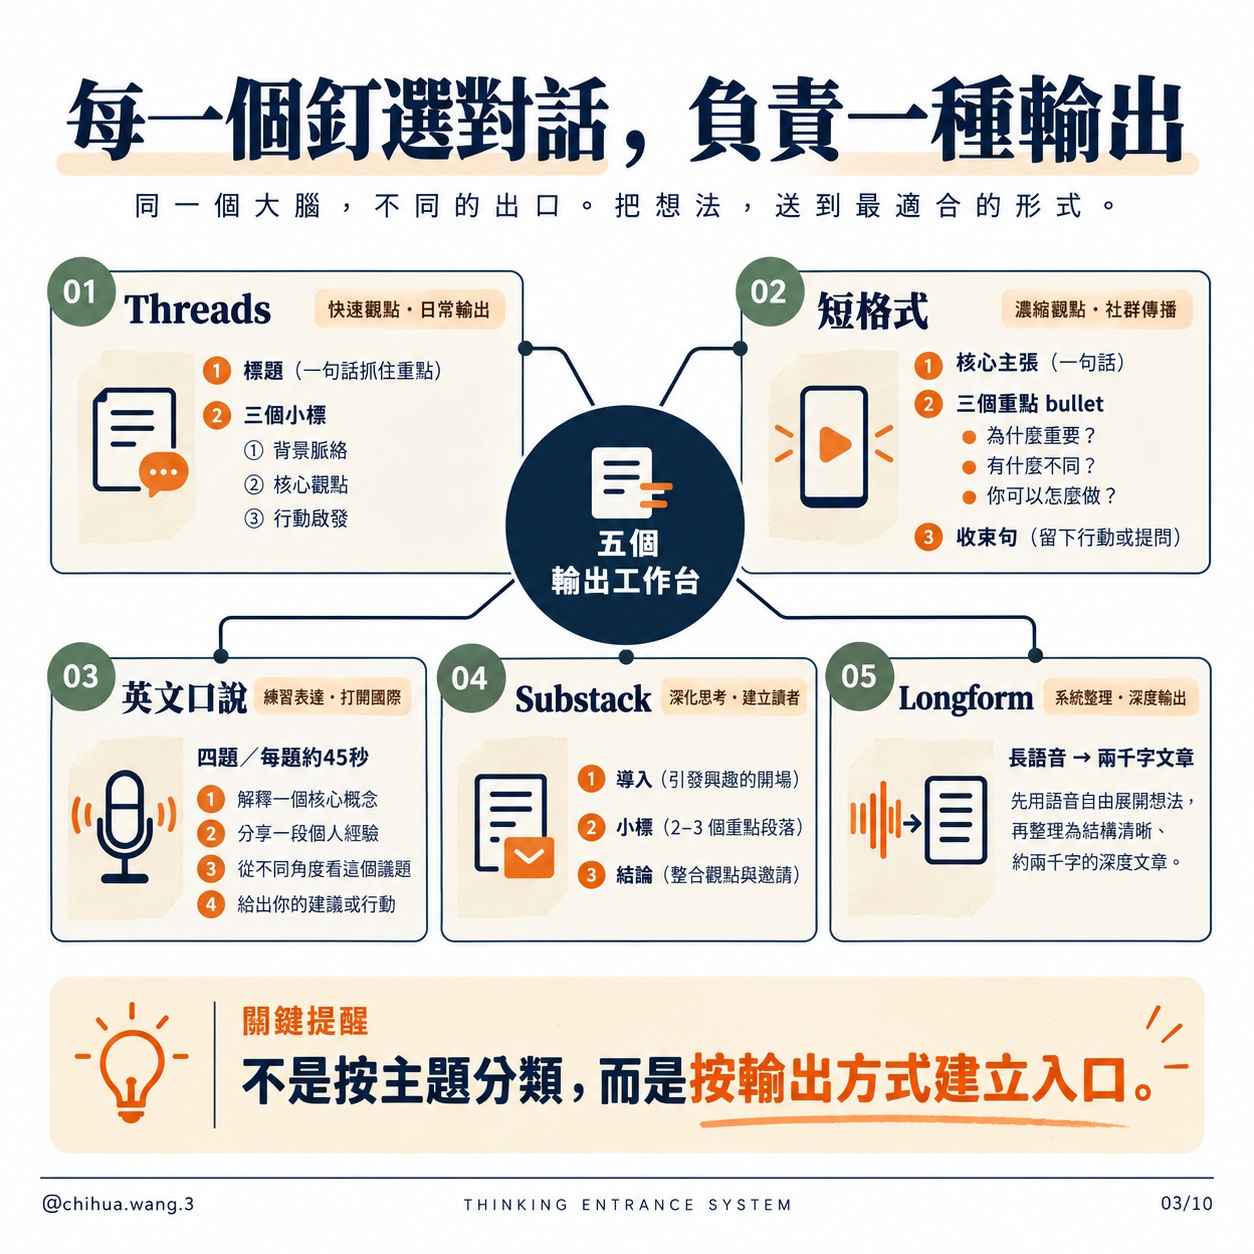 每一個釘選對話，負責一種輸出
同一個大腦，不同的出口。把想法，送到最適合的形式。
01
Threads
快速觀點・日常輸出
1 標題（一句話抓住重點）
2 三個小標
① 背景脈絡
② 核心觀點
③ 行動啟發
02
短格式
濃縮觀點・社群傳播
1 核心主張（一句話）
2 三個重點 bullet
為什麼重要？
有什麼不同？
你可以怎麼做？
3 收束句（留下行動或提問）
五個
輸出工作台
03
英文口說
練習表達・打開國際
四題／每題約45秒
1 解釋一個核心概念
2 分享一段個人經驗
3 從不同角度看這個議題
4 給出你的建議或行動
04
Substack
深化思考・建立讀者
1 導入（引發興趣的開場）
2 小標（2–3 個重點段落）
3 結論（整合觀點與邀請）
05
Longform
系統整理・深度輸出
長語音 → 兩千字文章
先用語音自由展開想法，
再整理為結構清晰、
約兩千字的深度文章。
關鍵提醒
不是按主題分類，而是按輸出方式建立入口。
@chihua.wang.3
THINKING ENTRANCE SYSTEM
03/10